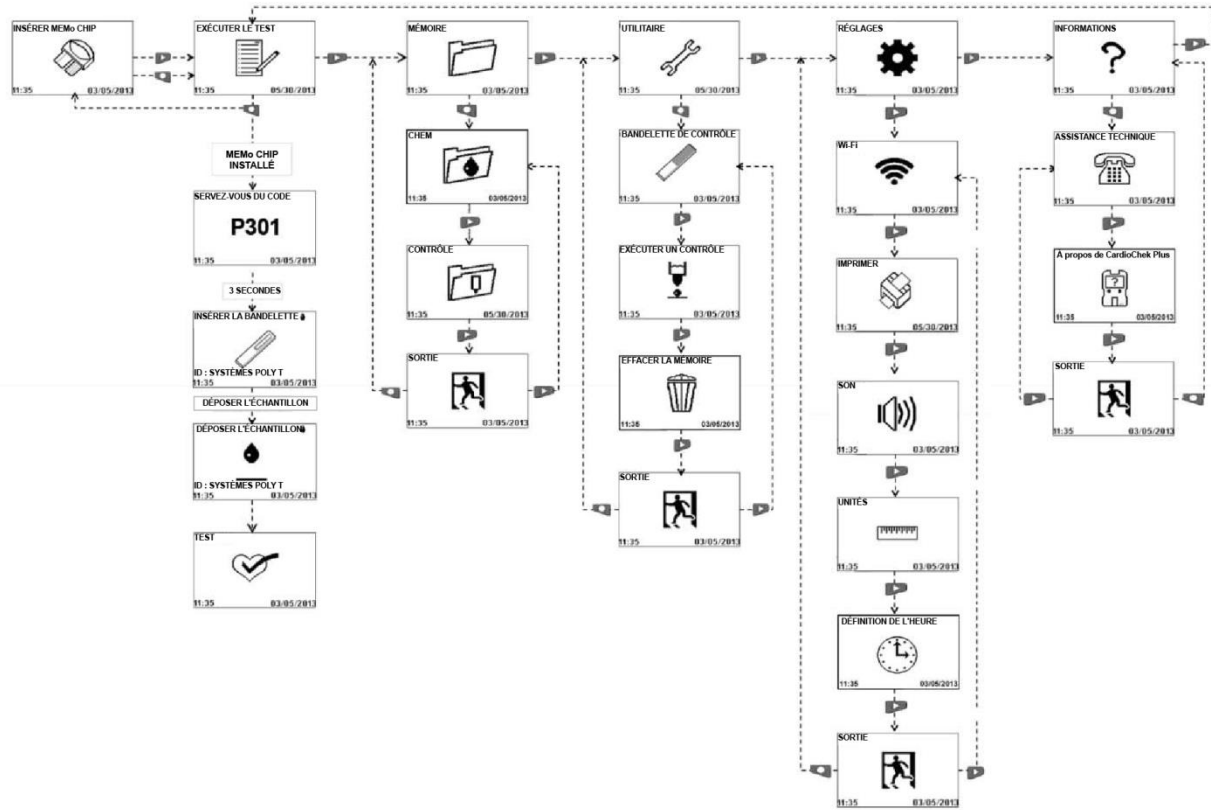 INSÉRER MEMo CHIP
11:35 03/05/2013
EXÉCUTER LE TEST
11:35 05/30/2013
MEMo CHIP
INSTALLÉ
SERVEZ-VOUS DU CODE
P301
11:35 03/05/2013
3 SECONDES
INSÉRER LA BANDELETTE
ID : SYSTÈMES POLY T
11:35 03/05/2013
DÉPOSER L'ÉCHANTILLON
DÉPOSER L'ÉCHANTILLON
ID : SYSTÈMES POLY T
11:35 03/05/2013
TEST
11:35 03/05/2013
MÉMOIRE
11:35 03/05/2013
CHEM
11:35 03/05/2013
CONTRÔLE
11:35 05/30/2013
SORTIE
11:35 03/05/2013
UTILITAIRE
11:35 05/30/2013
BANDELETTE DE CONTRÔLE
11:35 03/05/2013
EXÉCUTER UN CONTRÔLE
11:35 03/05/2013
EFFACER LA MÉMOIRE
11:35 03/05/2013
SORTIE
11:35 03/05/2013
RÉGLAGES
11:35 03/05/2013
Wi-Fi
11:35 03/05/2013
IMPRIMER
11:35 05/30/2013
SON
11:35 03/05/2013
UNITÉS
11:35 03/05/2013
DÉFINITION DE L'HEURE
11:35 03/05/2013
SORTIE
11:35 03/05/2013
INFORMATIONS
?
11:35 03/05/2013
ASSISTANCE TECHNIQUE
11:35 03/05/2013
À propos de CardioChek Plus
?
11:35 03/05/2013
SORTIE
11:35 03/05/2013